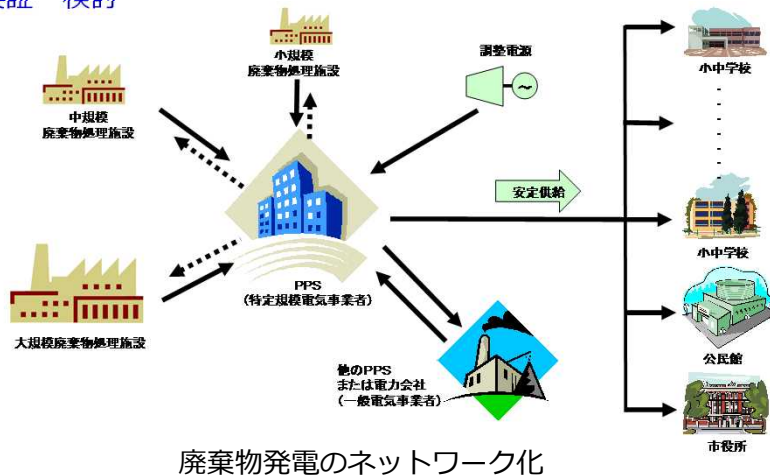 小規模
廃棄物処理施設
調整電源
小中学校
中規模
廃棄物処理施設
安定供給
小中学校
PPS
(特定規模電気事業者)
大規模廃棄物処理施設
公民館
他のPPS
または電力会社
(一般電気事業者)
市役所
廃棄物発電のネットワーク化